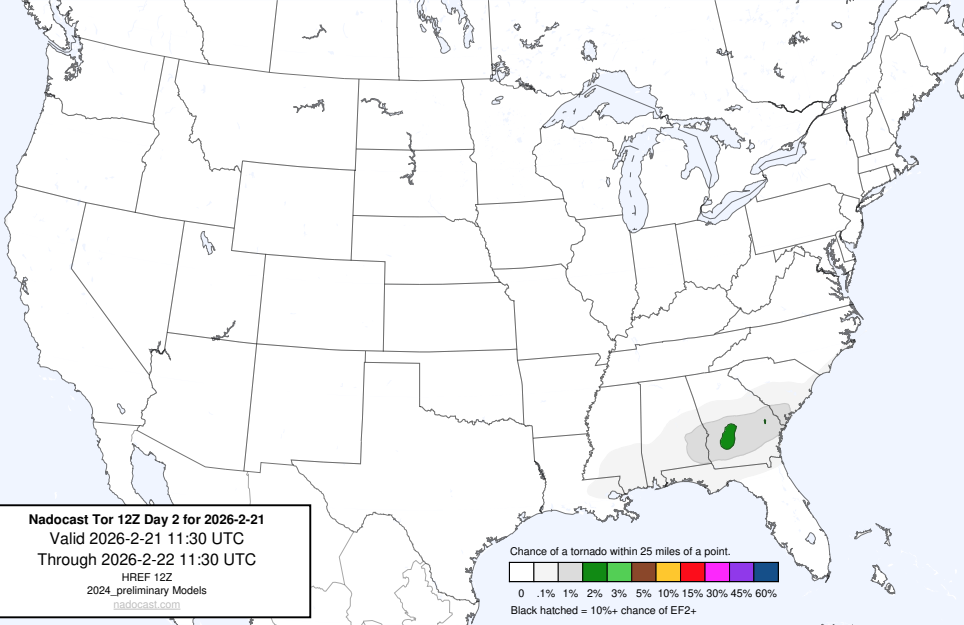 Nadocast Tor 12Z Day 2 for 2026-2-21
Valid 2026-2-21 11:30 UTC
Through 2026-2-22 11:30 UTC
HREF 12Z
2024_preliminary Models
nadocast.com
Chance of a tornado within 25 miles of a point.
0 .1% 1% 2% 3% 5% 10% 15% 30% 45% 60%
Black hatched = 10%+ chance of EF2+